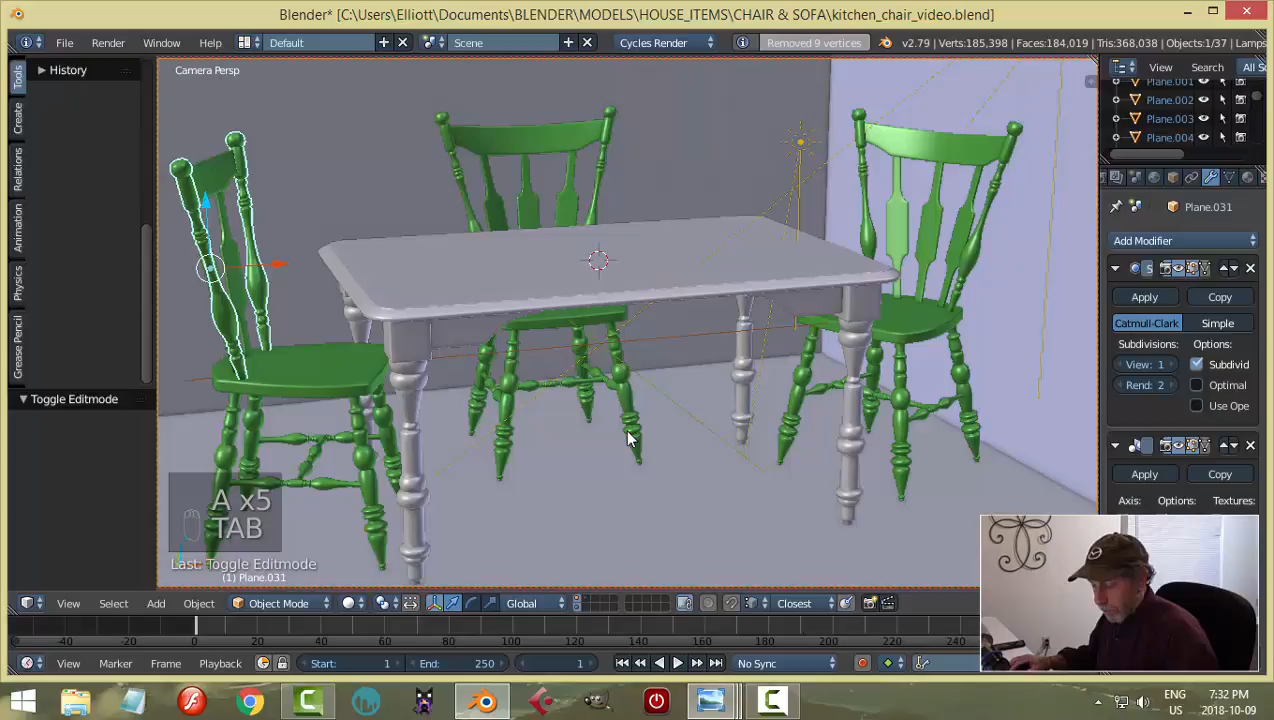 Blender* [C:\Users\Elliott\Documents\BLENDER\MODELS\HOUSE_ITEMS\CHAIR & SOFA\kitchen_chair_video.blend]
File Render Window Help Default Scene Cycles Render Removed 9 vertices v2.79 | Verts:185,398 | Faces:184,019 | Tris:368,038 | Objects:1/37 | Lamps
History
Camera Persp
View Search All Sc
Tools
Create
Relations
Animation
Physics
Grease Pencil
Plane.001
Plane.002
Plane.003
Plane.004
Plane.031
Add Modifier
S
Apply Copy
Catmull-Clark Simple
Subdivisions: Options:
View: 1 Subdivid
Rend: 2 Optimal
Use Ope
Apply Copy
Axis: Options: Textures:
Toggle Editmode
A x5
TAB
Last: Toggle Editmode
(1) Plane.031
View Select Add Object Object Mode Global Closest
-40 -20 0 20 40 60 80 100 120 140 160 180 200 220 240
View Marker Frame Playback Start: 1 End: 250 1 No Sync
ENG 7:32 PM
US 2018-10-09